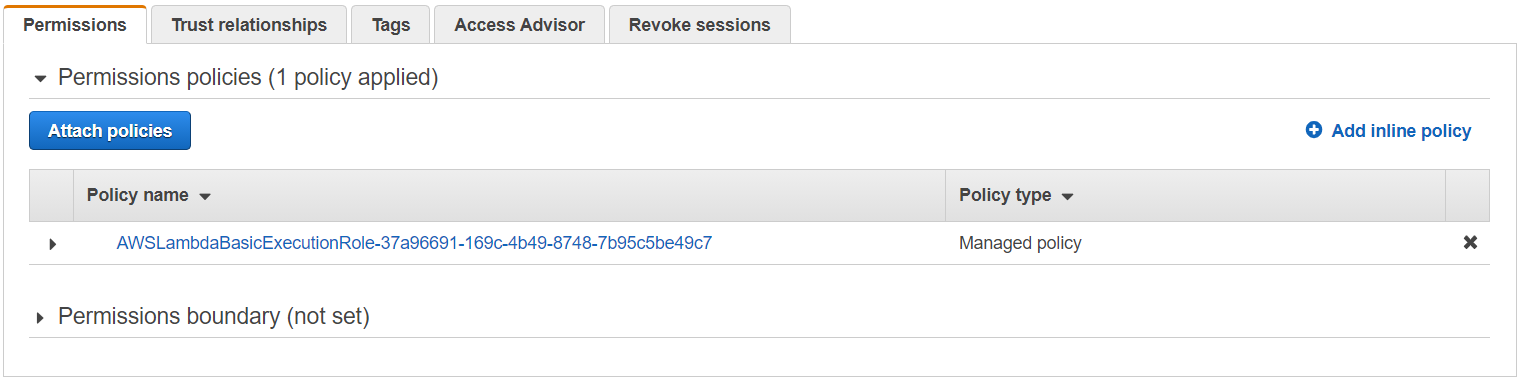 Permissions Trust relationships Tags Access Advisor Revoke sessions
Permissions policies (1 policy applied)
Attach policies Add inline policy
Policy name Policy type
AWSLambdaBasicExecutionRole-37a96691-169c-4b49-8748-7b95c5be49c7 Managed policy
Permissions boundary (not set)